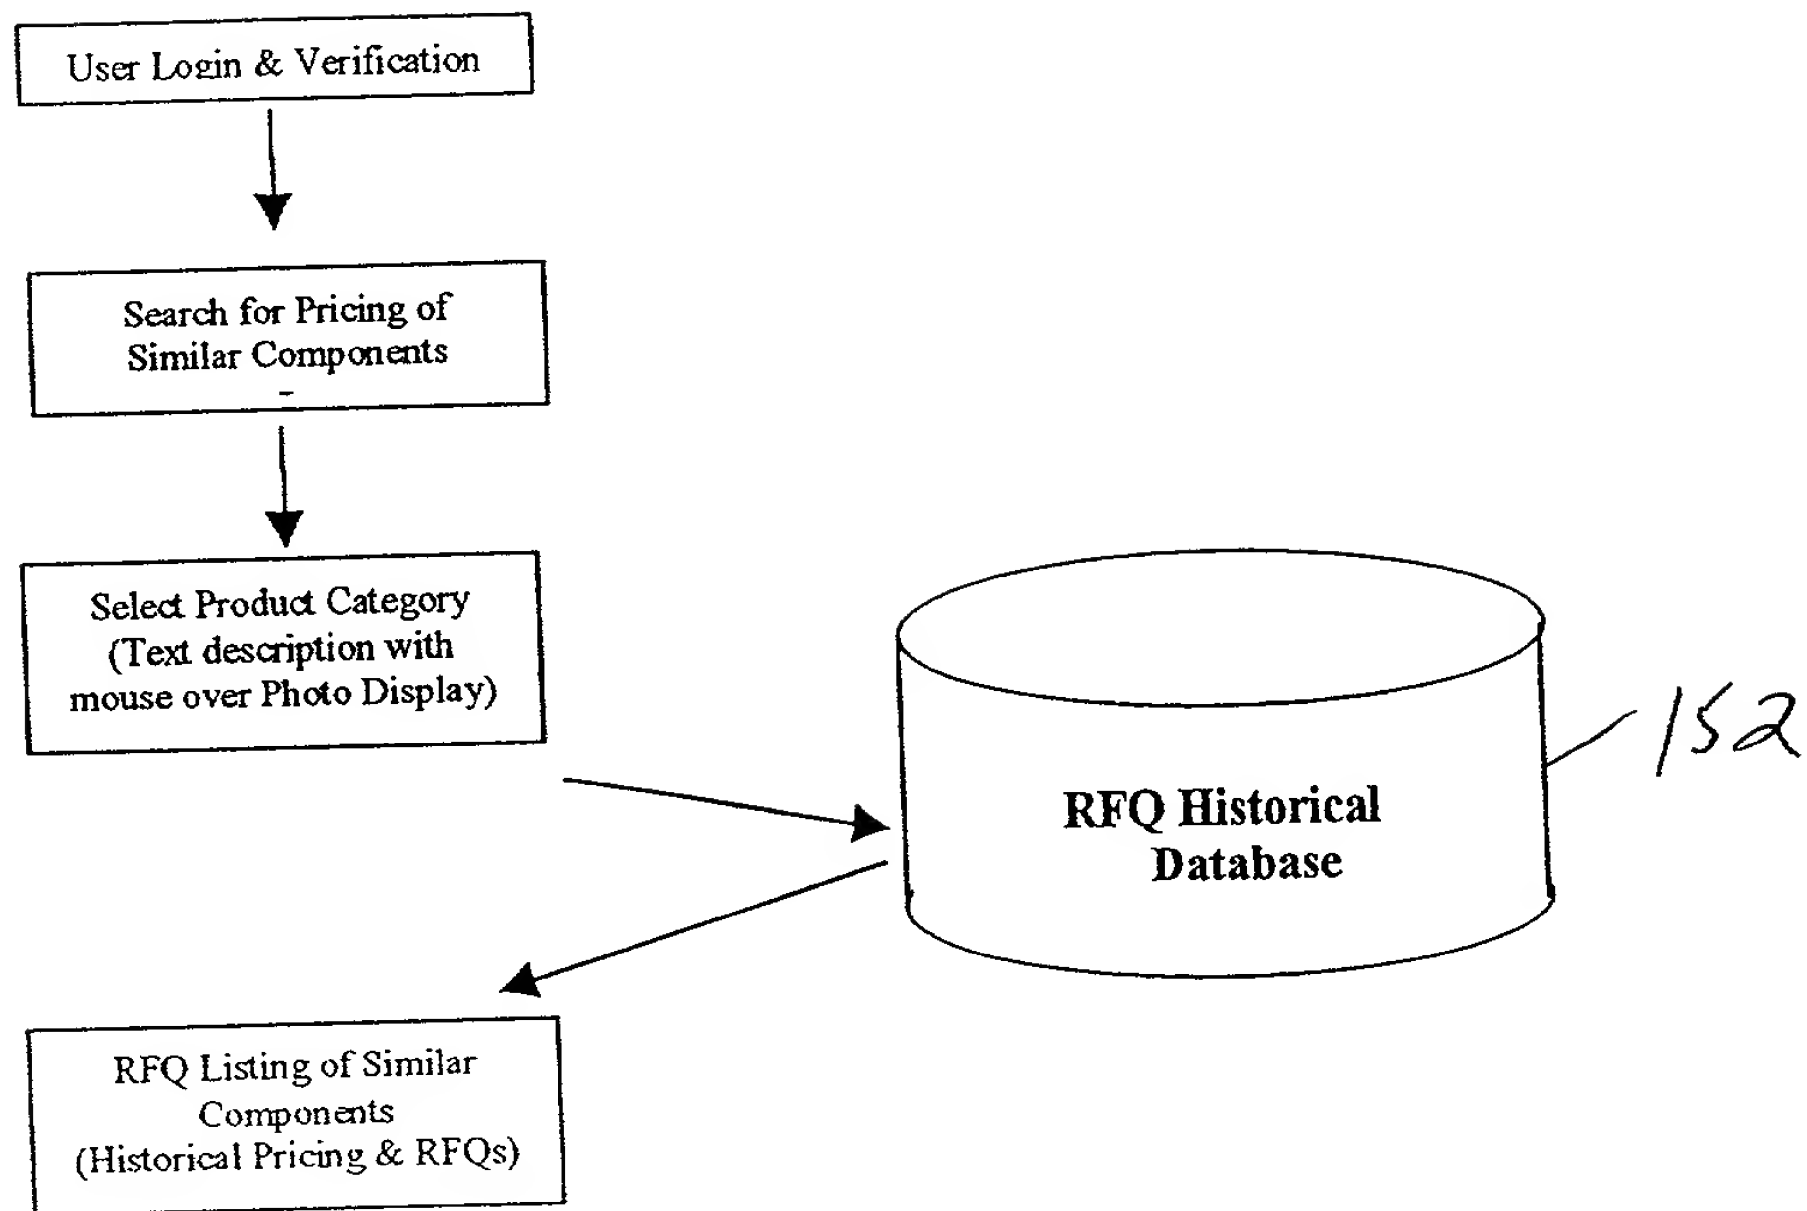 User Login & Verification
Search for Pricing of
Similar Components
-
Select Product Category
(Text description with
mouse over Photo Display)
RFQ Historical
Database
152
RFQ Listing of Similar
Components
(Historical Pricing & RFQs)